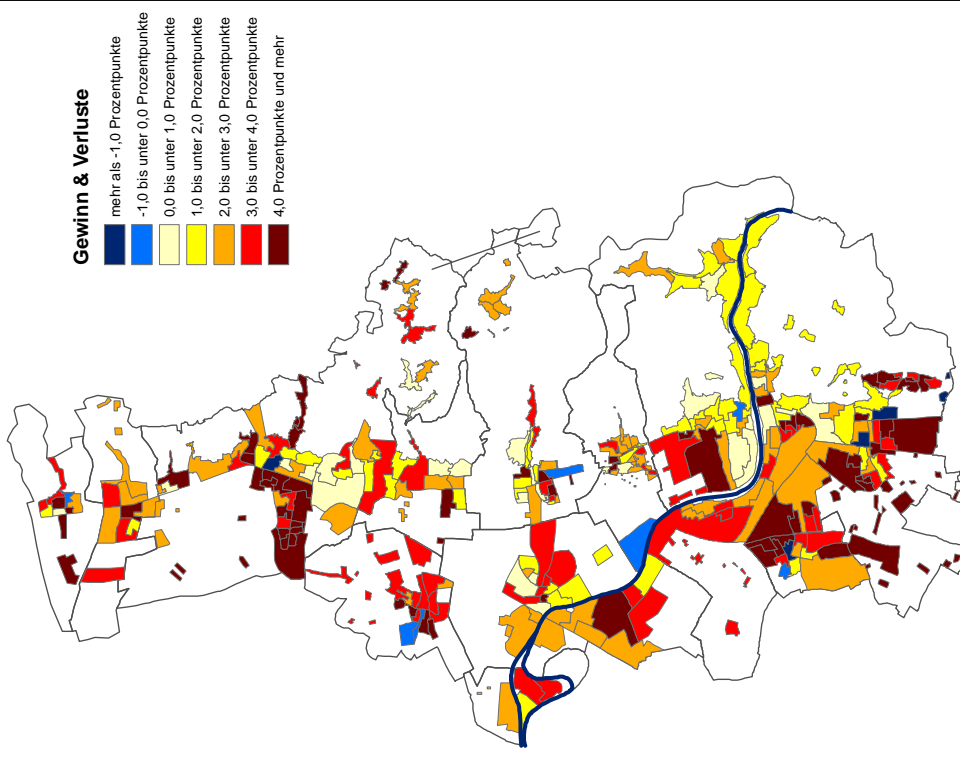 Gewinn & Verluste
mehr als -1,0 Prozentpunkte
-1,0 bis unter 0,0 Prozentpunkte
0,0 bis unter 1,0 Prozentpunkte
1,0 bis unter 2,0 Prozentpunkte
2,0 bis unter 3,0 Prozentpunkte
3,0 bis unter 4,0 Prozentpunkte
4,0 Prozentpunkte und mehr